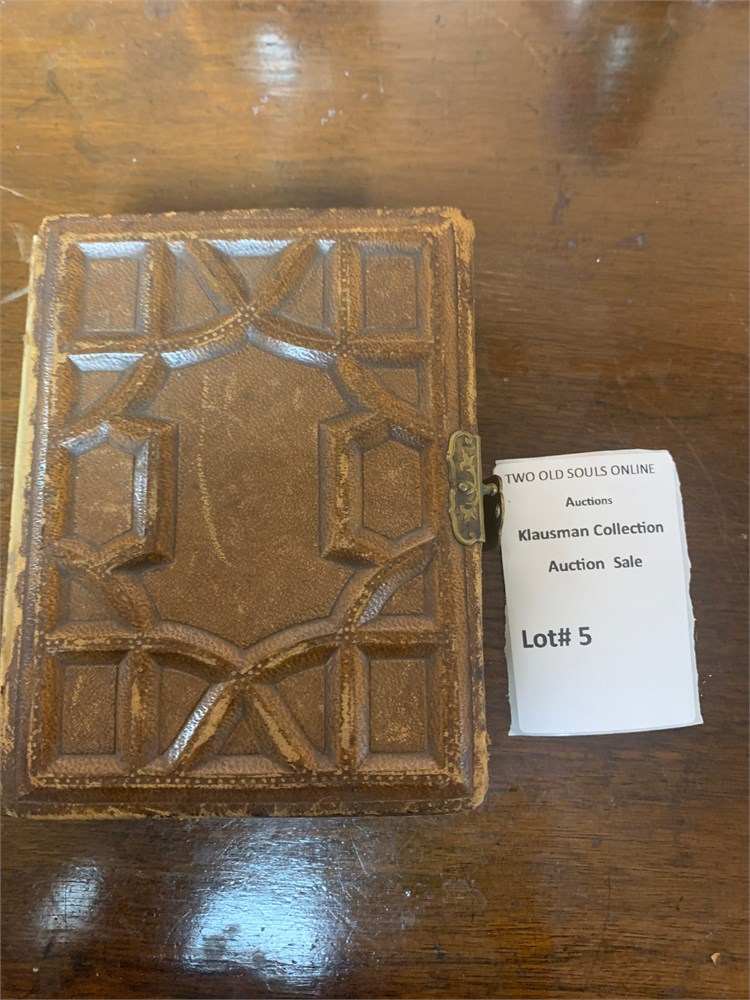 TWO OLD SOULS ONLINE
Auctions
Klausman Collection
Auction Sale
Lot# 5